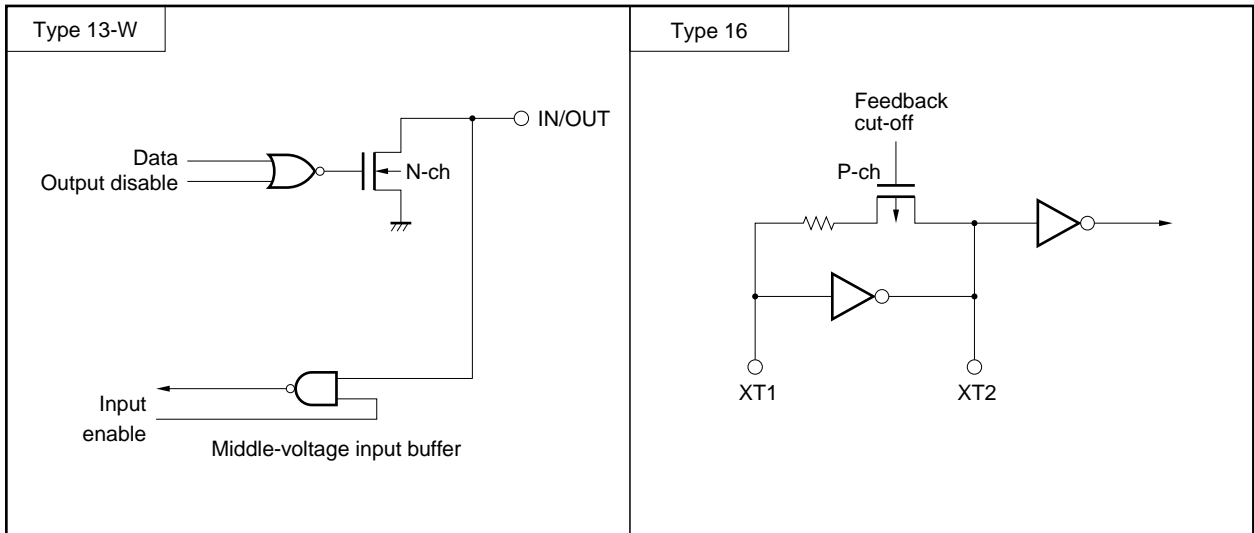 Type 13-W
IN/OUT
Data
Output disable
N-ch
Input
enable
Middle-voltage input buffer
Type 16
Feedback
cut-off
P-ch
XT1
XT2